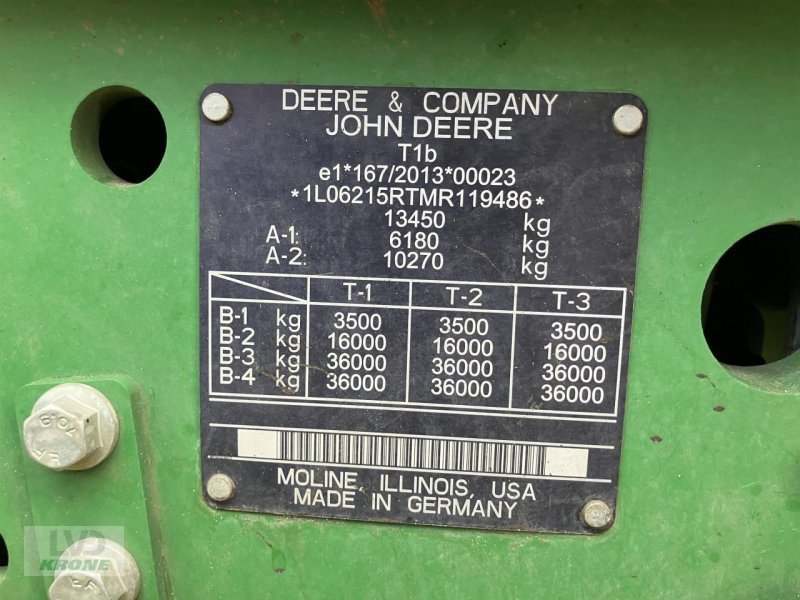 DEERE & COMPANY
JOHN DEERE
T1b
e1*167/2013*00023
*1L06215RTMR119486*
13450 kg
A-1: 6180 kg
A-2: 10270 kg
T-1 T-2 T-3
B-1 kg 3500 3500 3500
B-2 kg 16000 16000 16000
B-3 kg 36000 36000 36000
B-4 kg 36000 36000 36000
MOLINE, ILLINOIS, USA
MADE IN GERMANY
10.9
LVD
KRONE